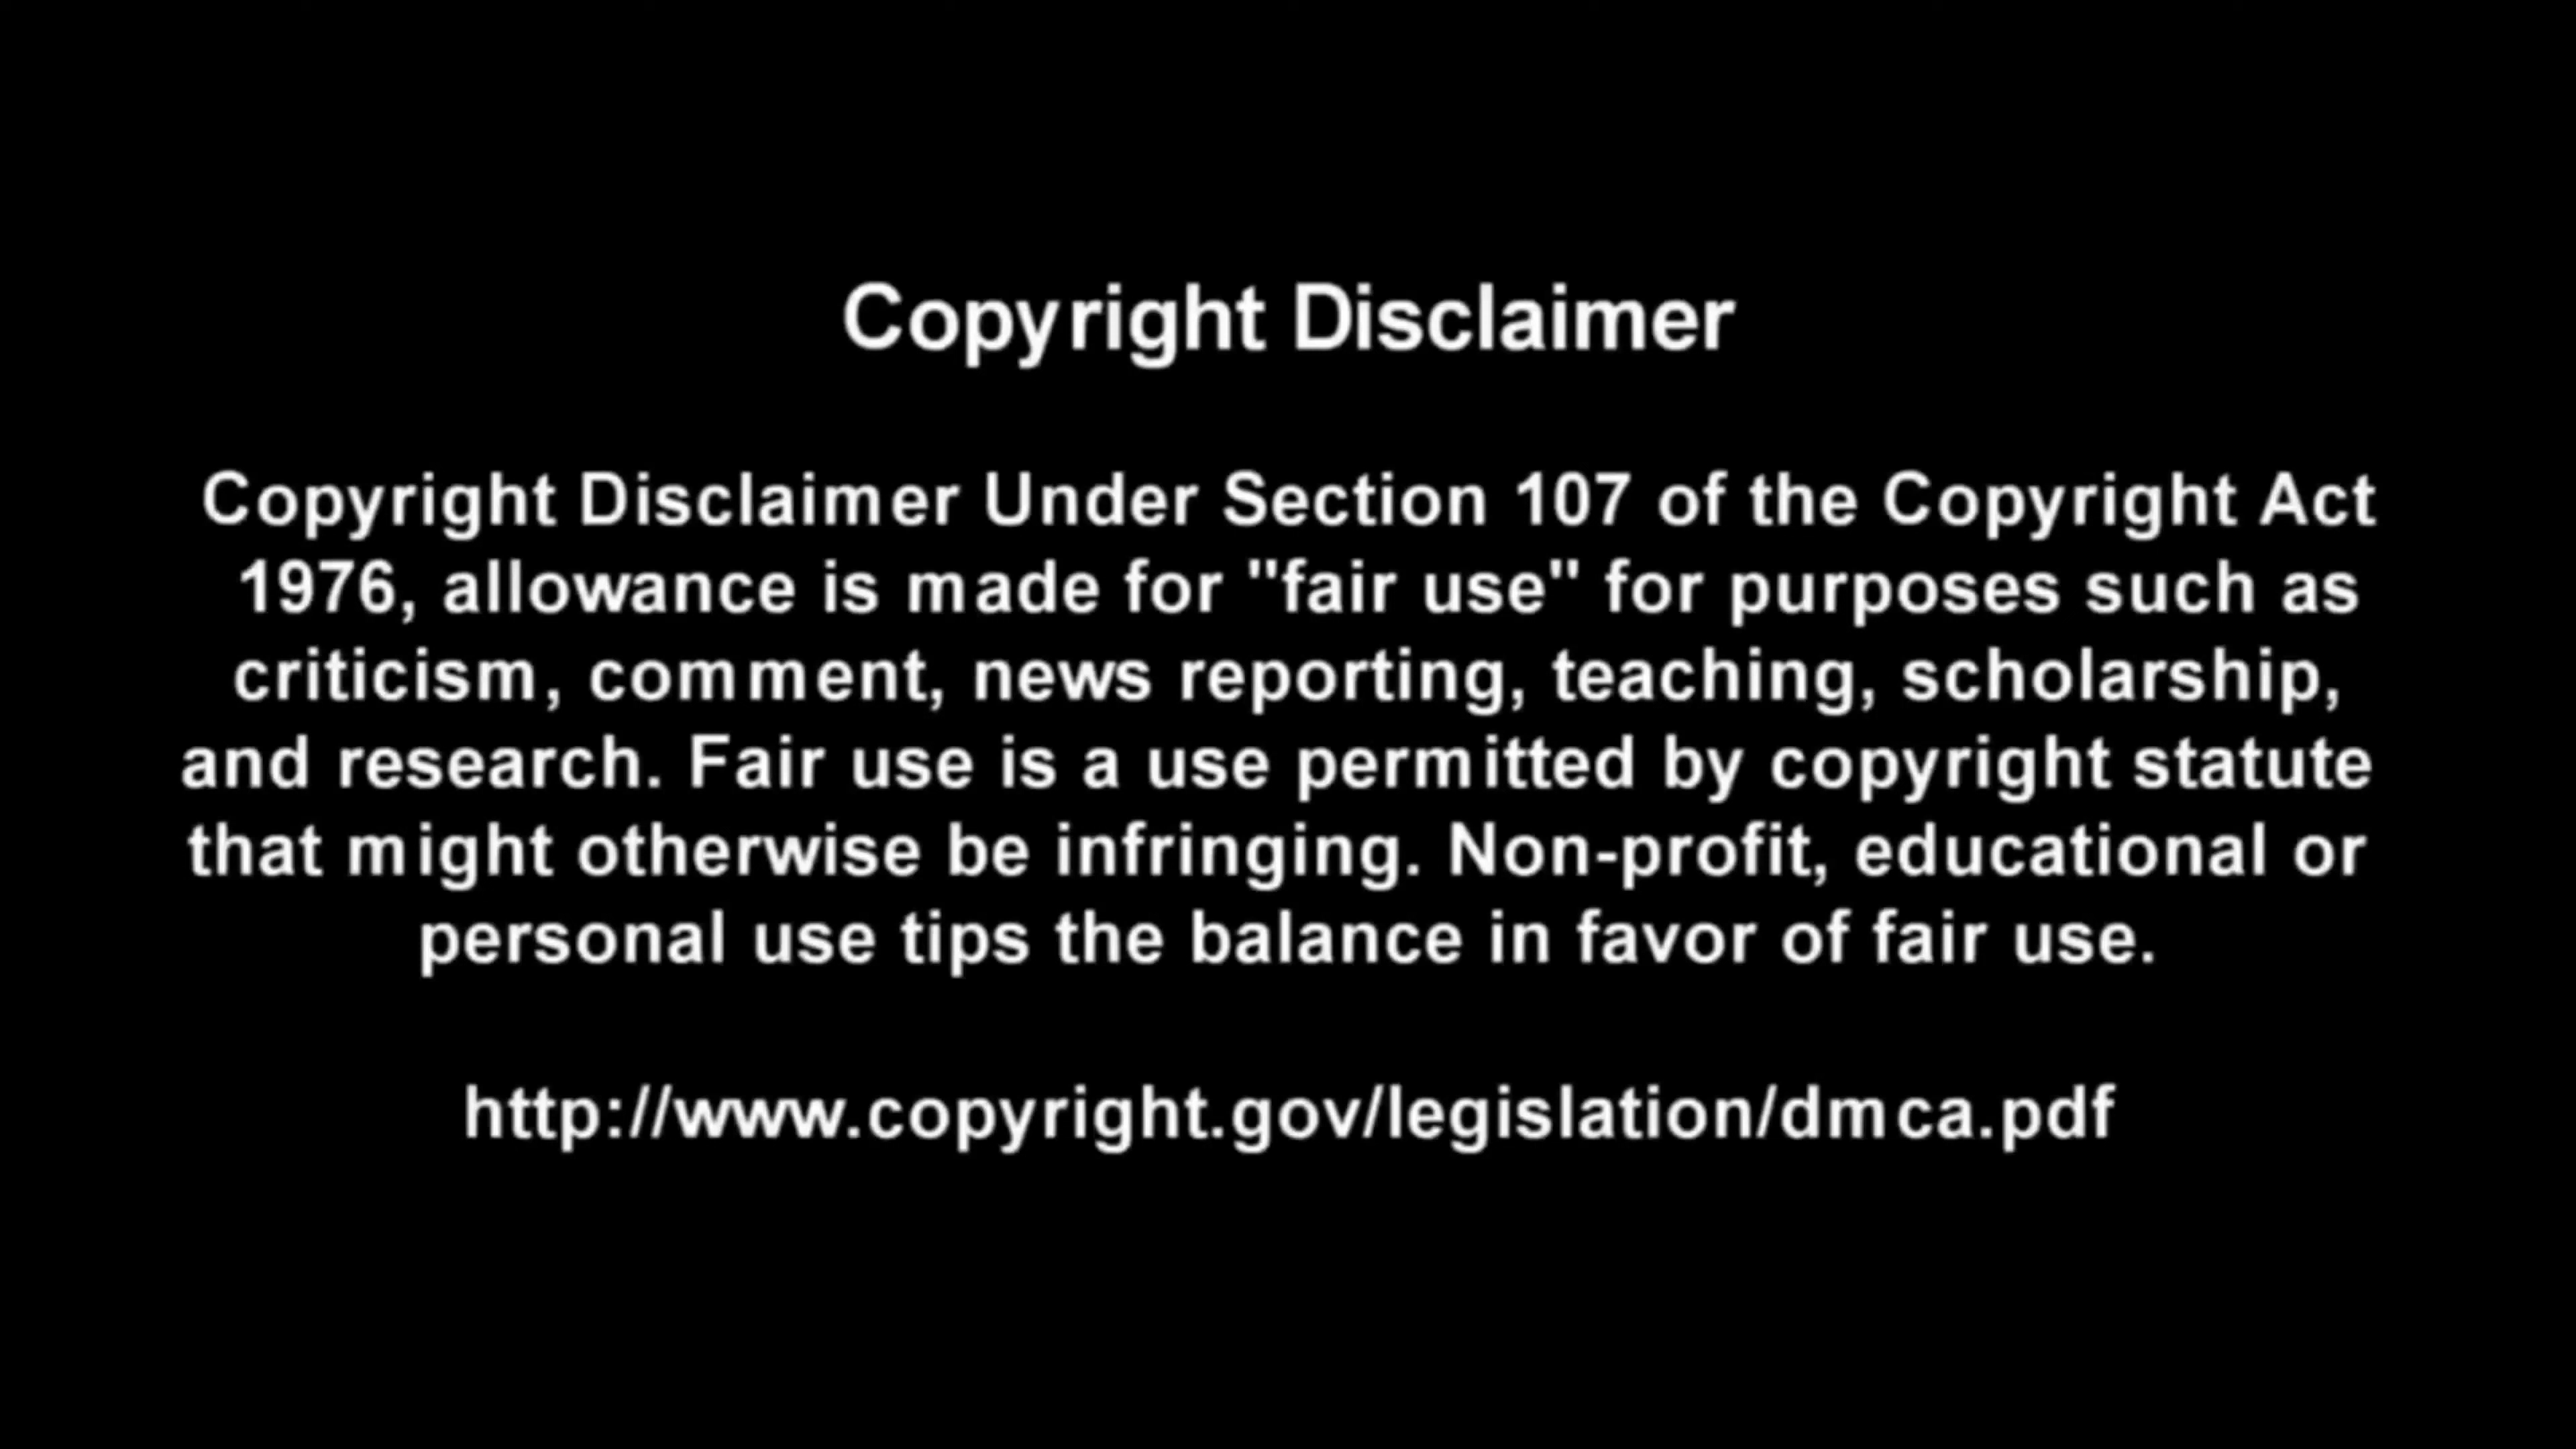 Copyright Disclaimer
Copyright Disclaimer Under Section 107 of the Copyright Act
1976, allowance is made for "fair use" for purposes such as
criticism, comment, news reporting, teaching, scholarship,
and research. Fair use is a use permitted by copyright statute
that might otherwise be infringing. Non-profit, educational or
personal use tips the balance in favor of fair use.
http://www.copyright.gov/legislation/dmca.pdf